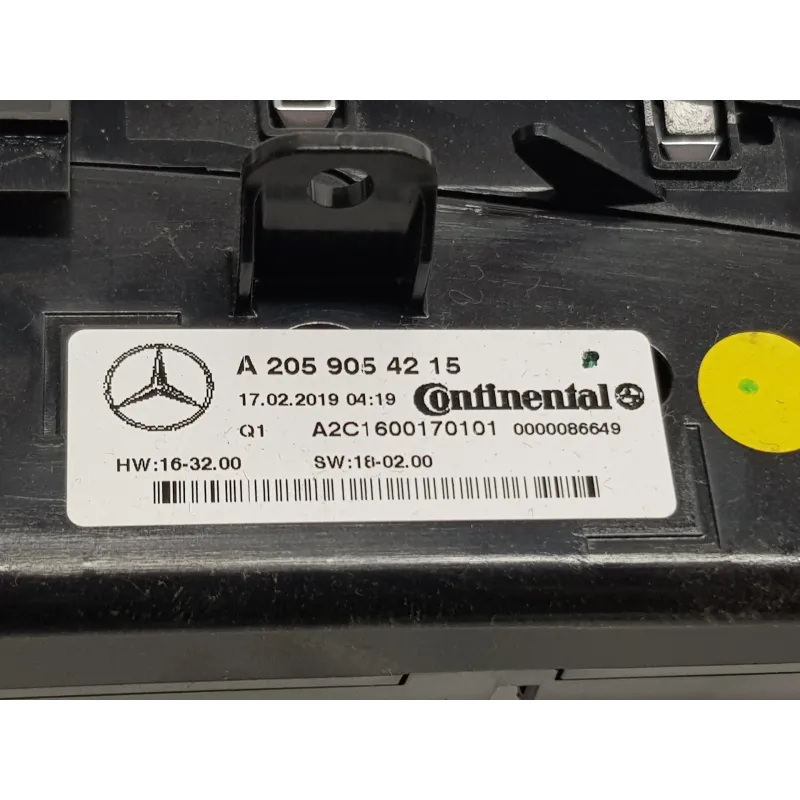 A 205 905 42 15
17.02.2019 04:19 Continental
Q1 A2C1600170101 0000086649
HW:16-32.00 SW:18-02.00